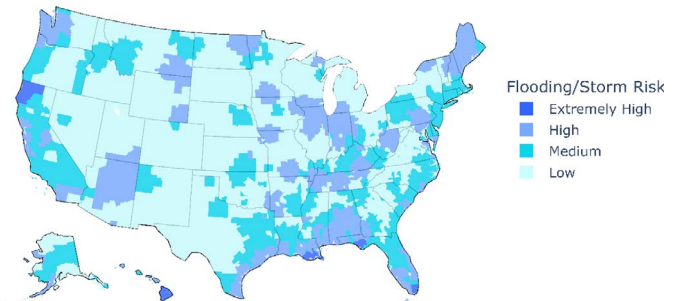 Flooding/Storm Risk
Extremely High
High
Medium
Low